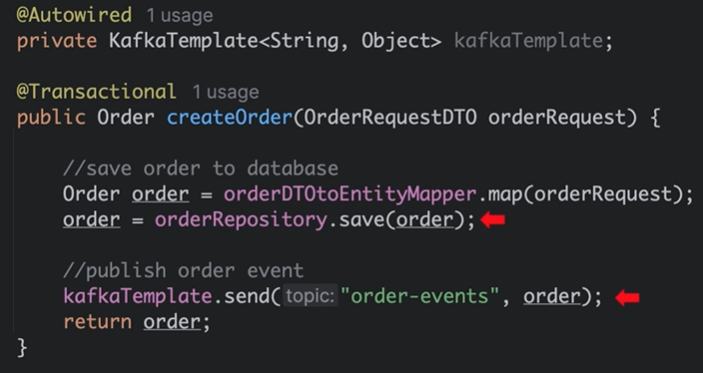 @Autowired 1 usage
private KafkaTemplate<String, Object> kafkaTemplate;
@Transactional 1 usage
public Order createOrder(OrderRequestDTO orderRequest) {
//save order to database
Order order = orderDTOtoEntityMapper.map(orderRequest);
order = orderRepository.save(order);
//publish order event
kafkaTemplate.send( topic: "order-events", order);
return order;
}